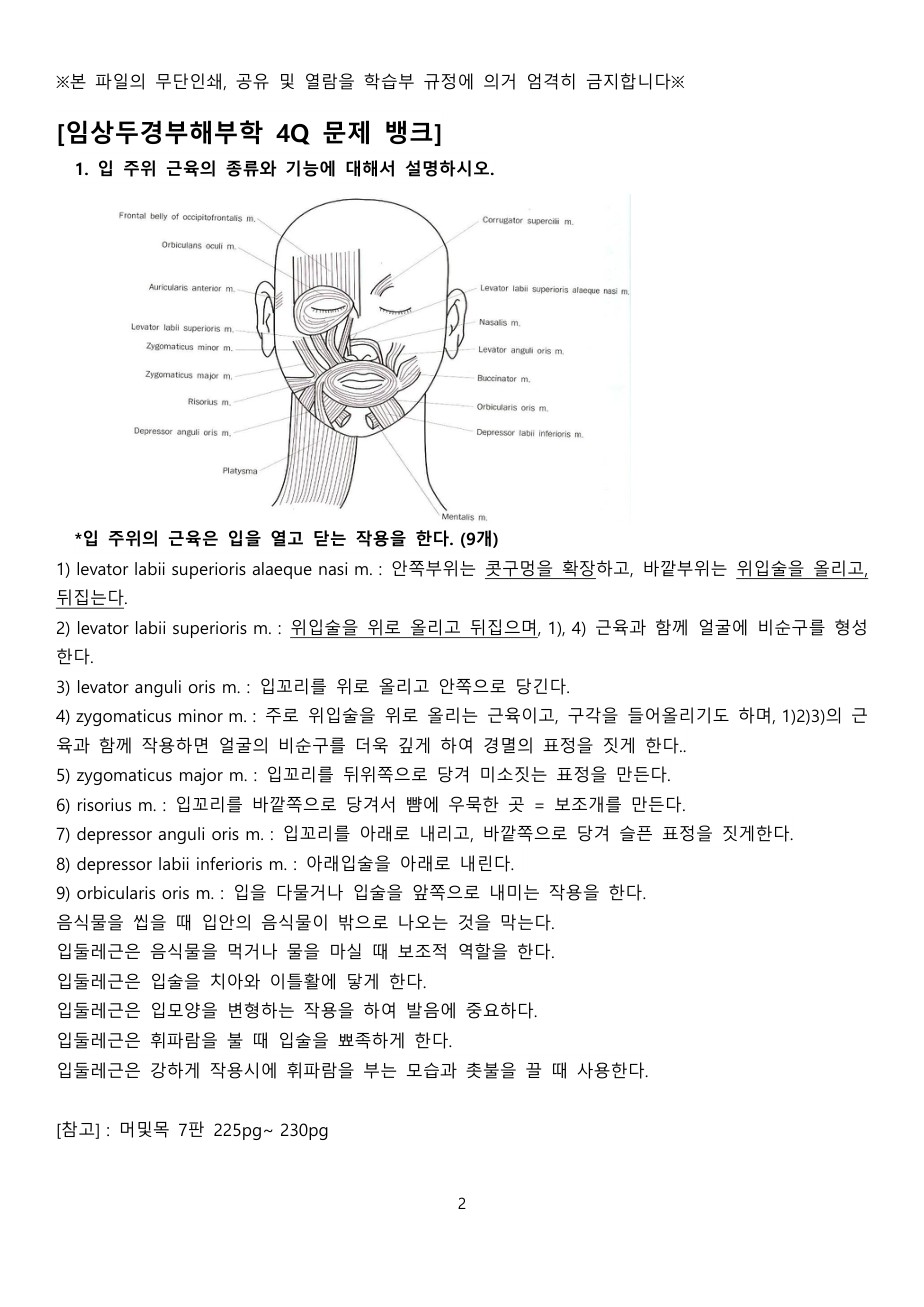 ※본 파일의 무단인쇄, 공유 및 열람을 학습부 규정에 의거 엄격히 금지합니다※
[임상두경부해부학 4Q 문제 뱅크]
1. 입 주위 근육의 종류와 기능에 대해서 설명하시오.
Frontal belly of occipitofrontalis m.
Corrugator supercilii m.
Orbicularis oculi m.
Auricularis anterior m.
Levator labii superioris alaeque nasi m.
Levator labii superioris m.
Nasalis m.
Zygomaticus minor m.
Levator anguli oris m.
Zygomaticus major m.
Buccinator m.
Risorius m.
Orbicularis oris m.
Depressor anguli oris m.
Depressor labii inferioris m.
Platysma
Mentalis m.
*입 주위의 근육은 입을 열고 닫는 작용을 한다. (9개)
1) levator labii superioris alaeque nasi m. : 안쪽부위는 콧구멍을 확장하고, 바깥부위는 위입술을 올리고,
뒤집는다.
2) levator labii superioris m. : 위입술을 위로 올리고 뒤집으며, 1), 4) 근육과 함께 얼굴에 비순구를 형성
한다.
3) levator anguli oris m. : 입꼬리를 위로 올리고 안쪽으로 당긴다.
4) zygomaticus minor m. : 주로 위입술을 위로 올리는 근육이고, 구각을 들어올리기도 하며, 1)2)3)의 근
육과 함께 작용하면 얼굴의 비순구를 더욱 깊게 하여 경멸의 표정을 짓게 한다..
5) zygomaticus major m. : 입꼬리를 뒤위쪽으로 당겨 미소짓는 표정을 만든다.
6) risorius m. : 입꼬리를 바깥쪽으로 당겨서 뺨에 우묵한 곳 = 보조개를 만든다.
7) depressor anguli oris m. : 입꼬리를 아래로 내리고, 바깥쪽으로 당겨 슬픈 표정을 짓게한다.
8) depressor labii inferioris m. : 아래입술을 아래로 내린다.
9) orbicularis oris m. : 입을 다물거나 입술을 앞쪽으로 내미는 작용을 한다.
음식물을 씹을 때 입안의 음식물이 밖으로 나오는 것을 막는다.
입둘레근은 음식물을 먹거나 물을 마실 때 보조적 역할을 한다.
입둘레근은 입술을 치아와 이틀활에 닿게 한다.
입둘레근은 입모양을 변형하는 작용을 하여 발음에 중요하다.
입둘레근은 휘파람을 불 때 입술을 뾰족하게 한다.
입둘레근은 강하게 작용시에 휘파람을 부는 모습과 촛불을 끌 때 사용한다.
[참고] : 머및목 7판 225pg~ 230pg
2